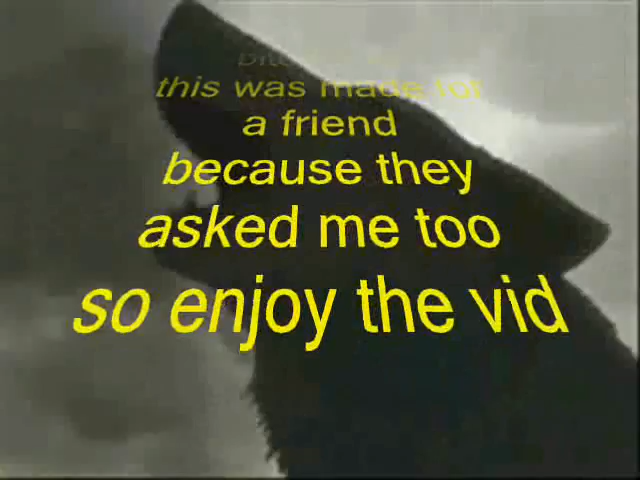 this was made for
a friend
because they
asked me too
so enjoy the vid